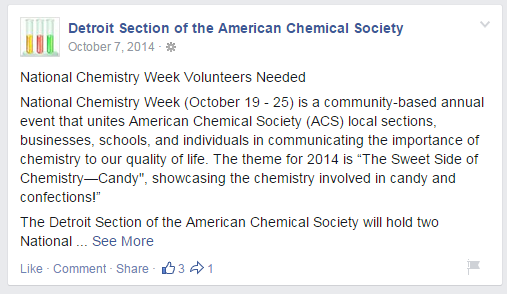 Detroit Section of the American Chemical Society
October 7, 2014 ·
National Chemistry Week Volunteers Needed
National Chemistry Week (October 19 - 25) is a community-based annual
event that unites American Chemical Society (ACS) local sections,
businesses, schools, and individuals in communicating the importance of
chemistry to our quality of life. The theme for 2014 is “The Sweet Side of
Chemistry—Candy", showcasing the chemistry involved in candy and
confections!”
The Detroit Section of the American Chemical Society will hold two
National ... See More
Like · Comment · Share · 3 1